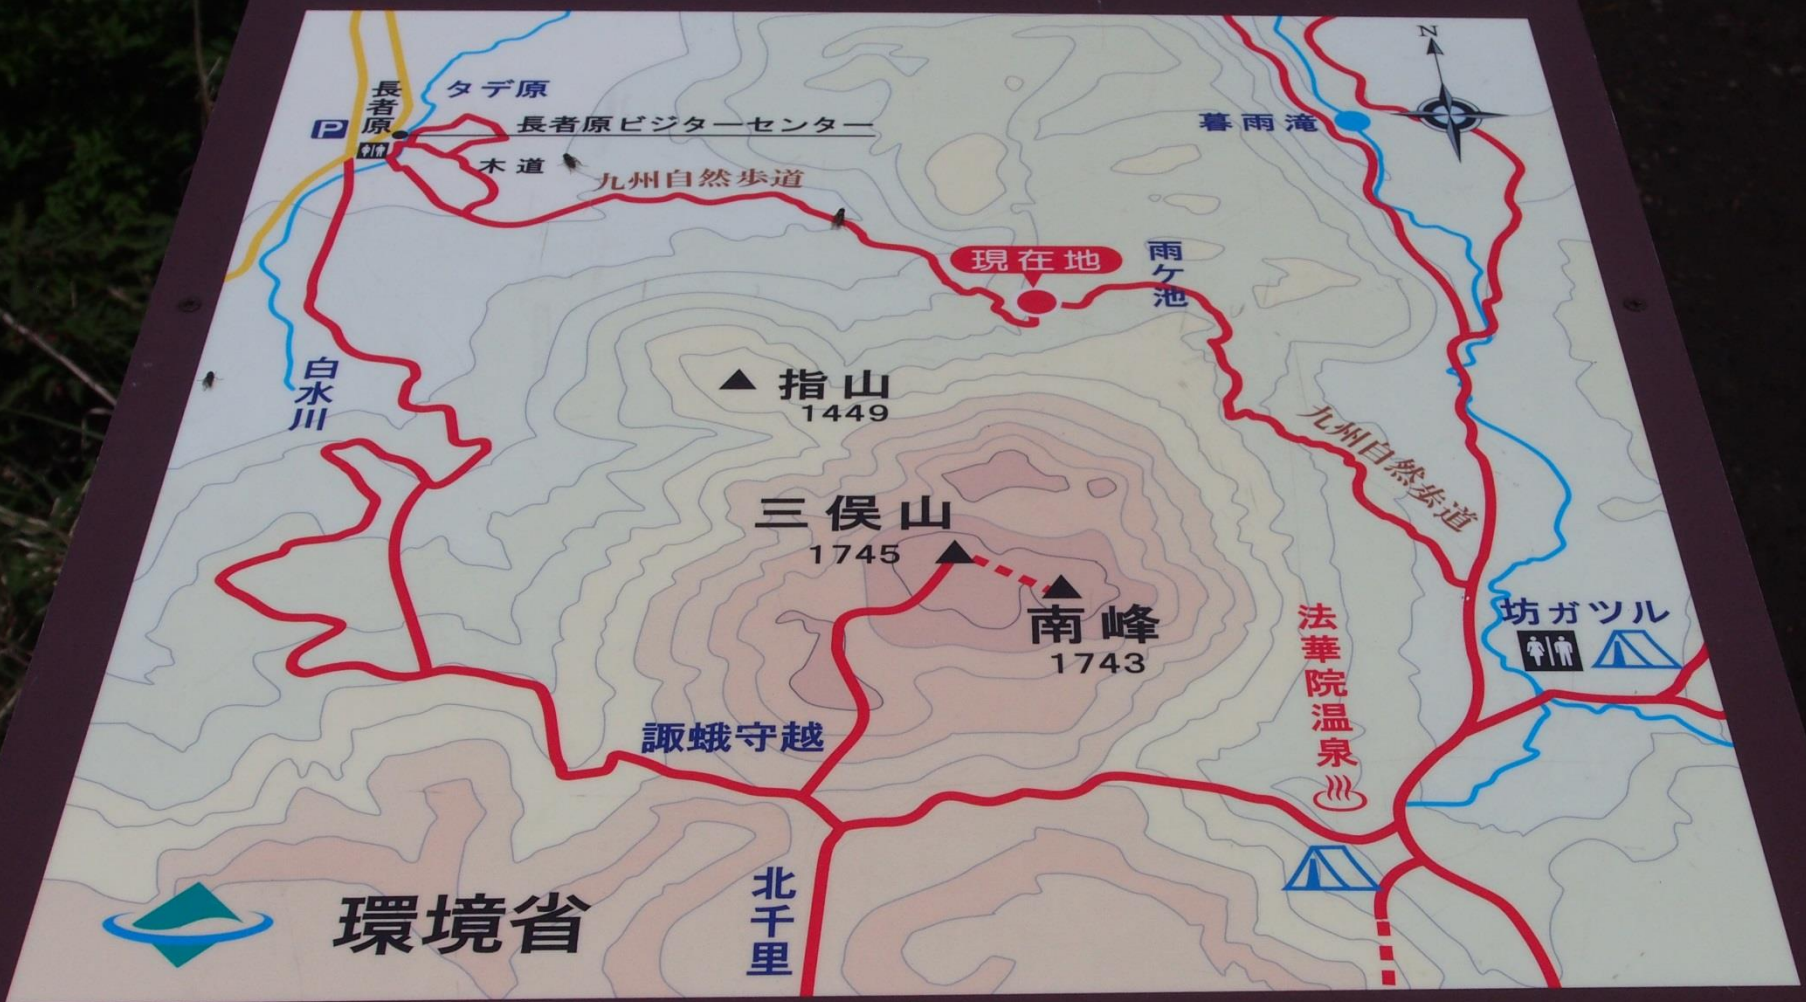 N
長者原
タデ原
P
長者原ビジターセンター
木道
九州自然歩道
暮雨滝
現在地
雨ケ池
白水川
指山
1449
九州自然歩道
三俣山
1745
南峰
1743
坊ガツル
法華院温泉
諏蛾守越
北千里
環境省